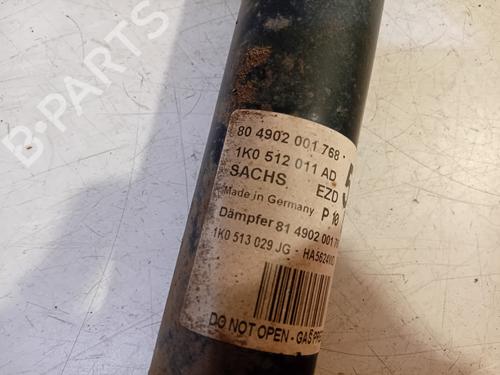 80 4902 001 768
1K0 512 011 AD
SACHS EZD
Made in Germany P 10
Dämpfer 81 4902 001
1K0 513 029 JG - HA5624
DO NOT OPEN - GAS
B-PARTS